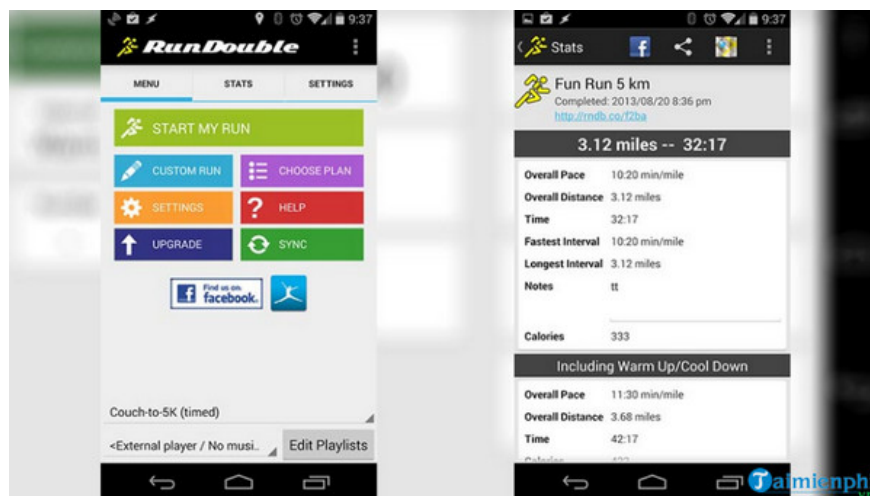 9:37
RunDouble
MENU STATS SETTINGS
START MY RUN
CUSTOM RUN CHOOSE PLAN
SETTINGS HELP
UPGRADE SYNC
Find us on
facebook.
Couch-to-5K (timed)
<External player / No musi.. Edit Playlists
9:37
Stats
Fun Run 5 km
Completed: 2013/08/20 8:36 pm
http://rndb.co/f2ba
3.12 miles -- 32:17
Overall Pace 10:20 min/mile
Overall Distance 3.12 miles
Time 32:17
Fastest Interval 10:20 min/mile
Longest Interval 3.12 miles
Notes tt
Calories 333
Including Warm Up/Cool Down
Overall Pace 11:30 min/mile
Overall Distance 3.68 miles
Time 42:17
Taimienph